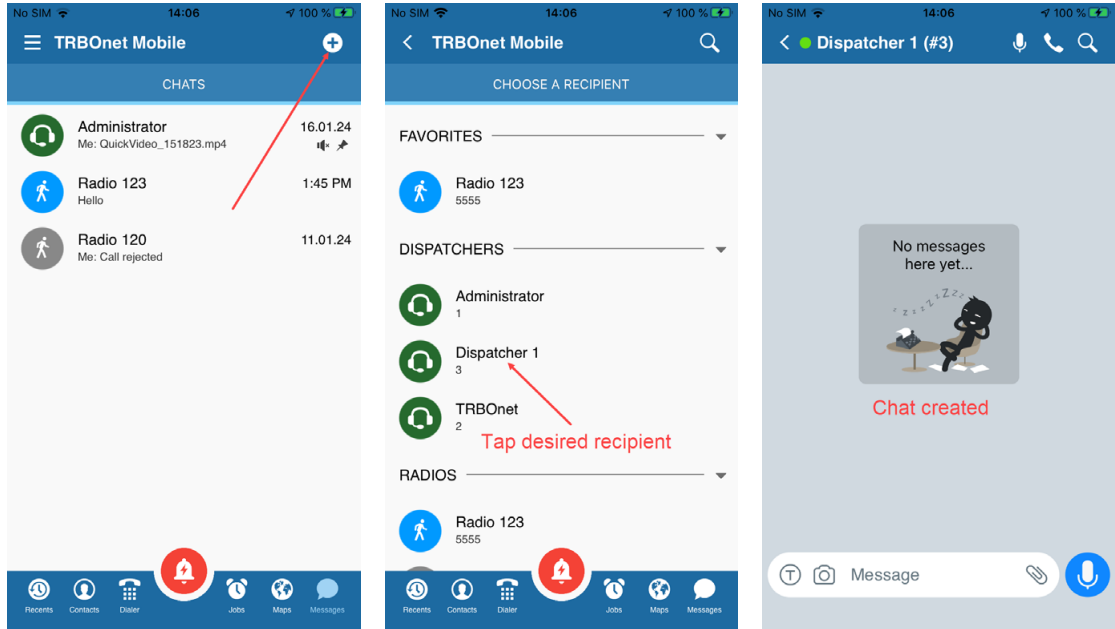 No SIM 14:06 100 %
TRBOnet Mobile
CHATS
Administrator 16.01.24
Me: QuickVideo_151823.mp4
Radio 123 1:45 PM
Hello
Radio 120 11.01.24
Me: Call rejected
Recents Contacts Dialer Jobs Maps Messages
No SIM 14:06 100 %
TRBOnet Mobile
CHOOSE A RECIPIENT
FAVORITES
Radio 123
5555
DISPATCHERS
Administrator
1
Dispatcher 1
3
TRBOnet
2
Tap desired recipient
RADIOS
Radio 123
5555
Recents Contacts Dialer Jobs Maps Messages
No SIM 14:06 100 %
Dispatcher 1 (#3)
No messages
here yet...
z z z z z Z Z z z
Chat created
T Message